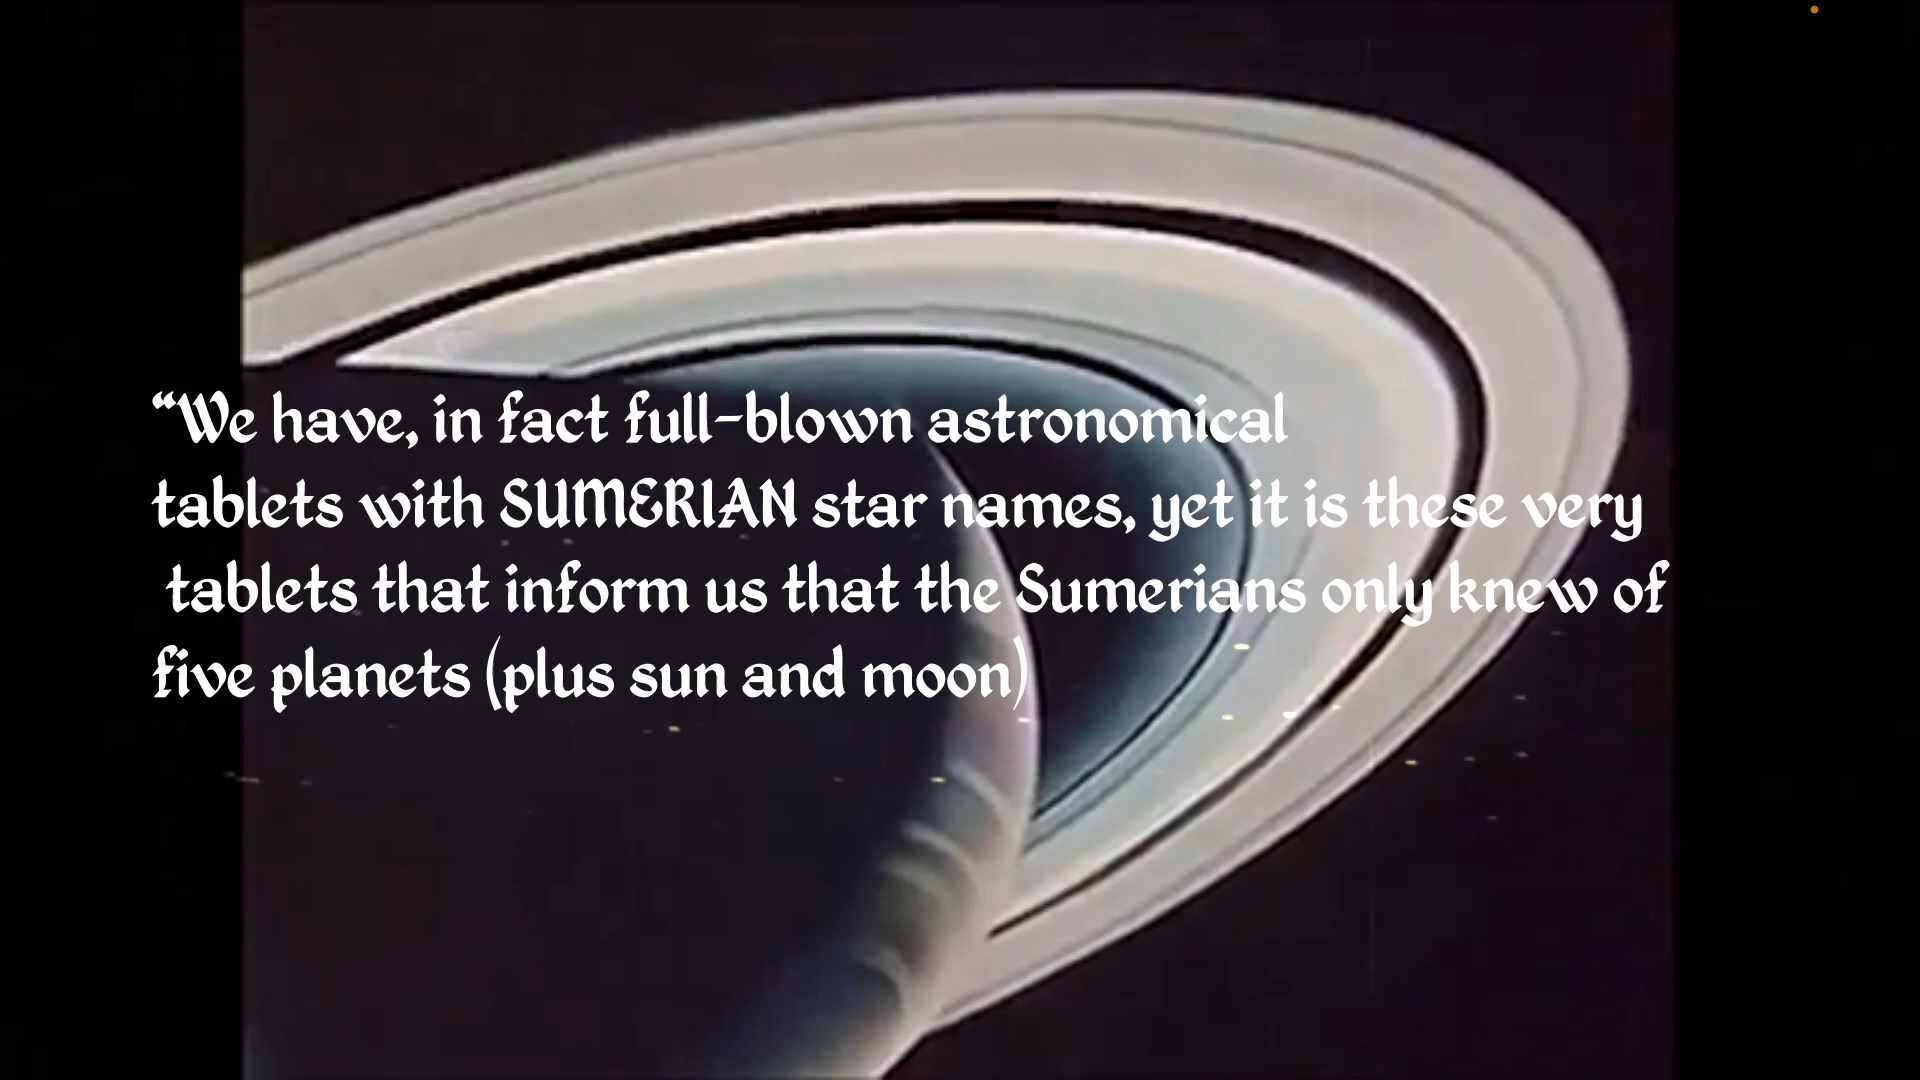 “We have, in fact full-blown astronomical
tablets with SUMERIAN star names, yet it is these very
tablets that inform us that the Sumerians only knew of
five planets (plus sun and moon)